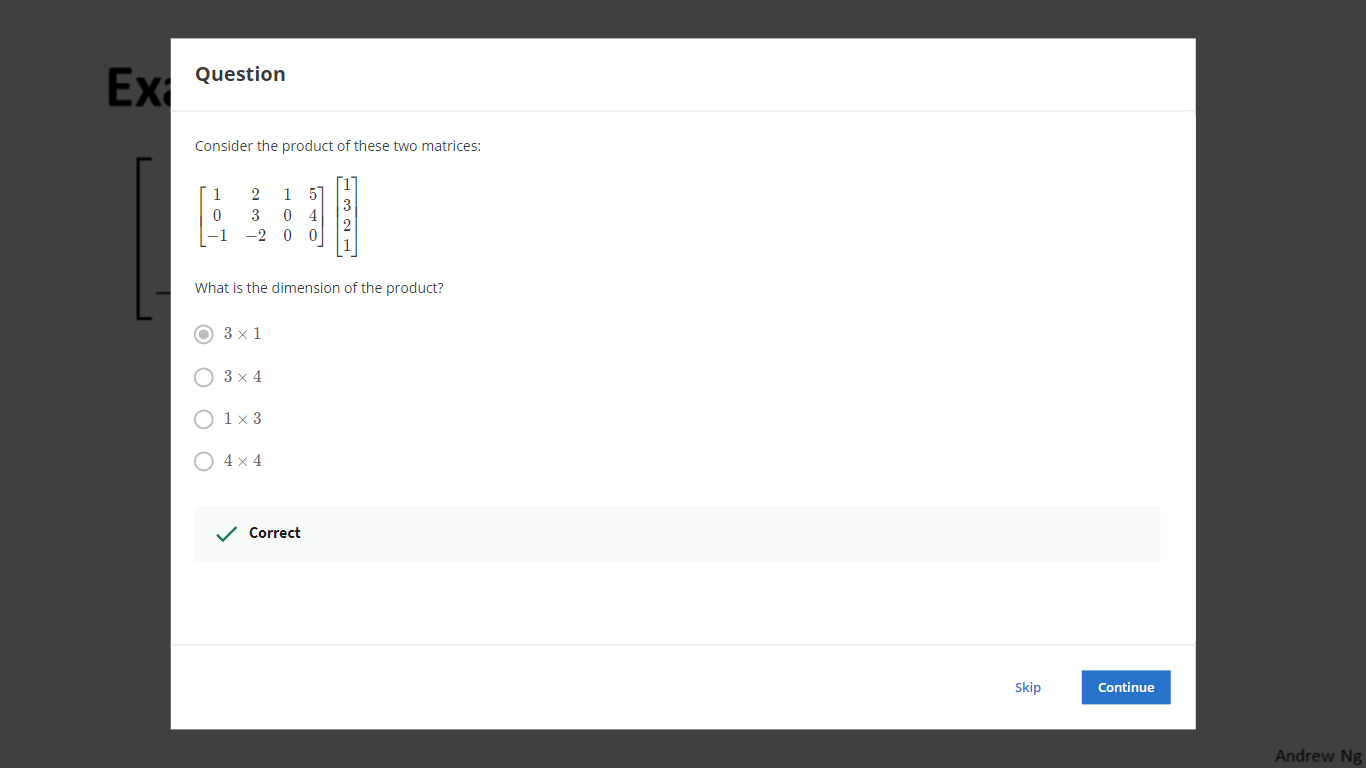 Exa
Question
Consider the product of these two matrices:
1 2 1 5 1
0 3 0 4 3
−1 −2 0 0 2
1
What is the dimension of the product?
3 × 1
3 × 4
1 × 3
4 × 4
Correct
Skip Continue
Andrew Ng